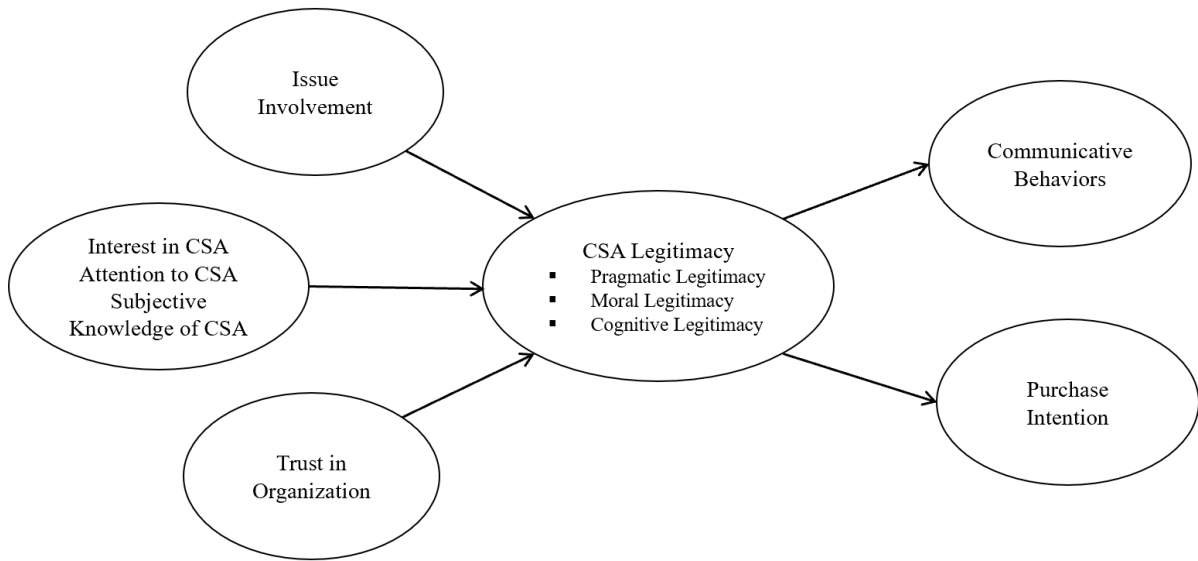 Issue
Involvement
Interest in CSA
Attention to CSA
Subjective
Knowledge of CSA
Trust in
Organization
CSA Legitimacy
▪ Pragmatic Legitimacy
▪ Moral Legitimacy
▪ Cognitive Legitimacy
Communicative
Behaviors
Purchase
Intention